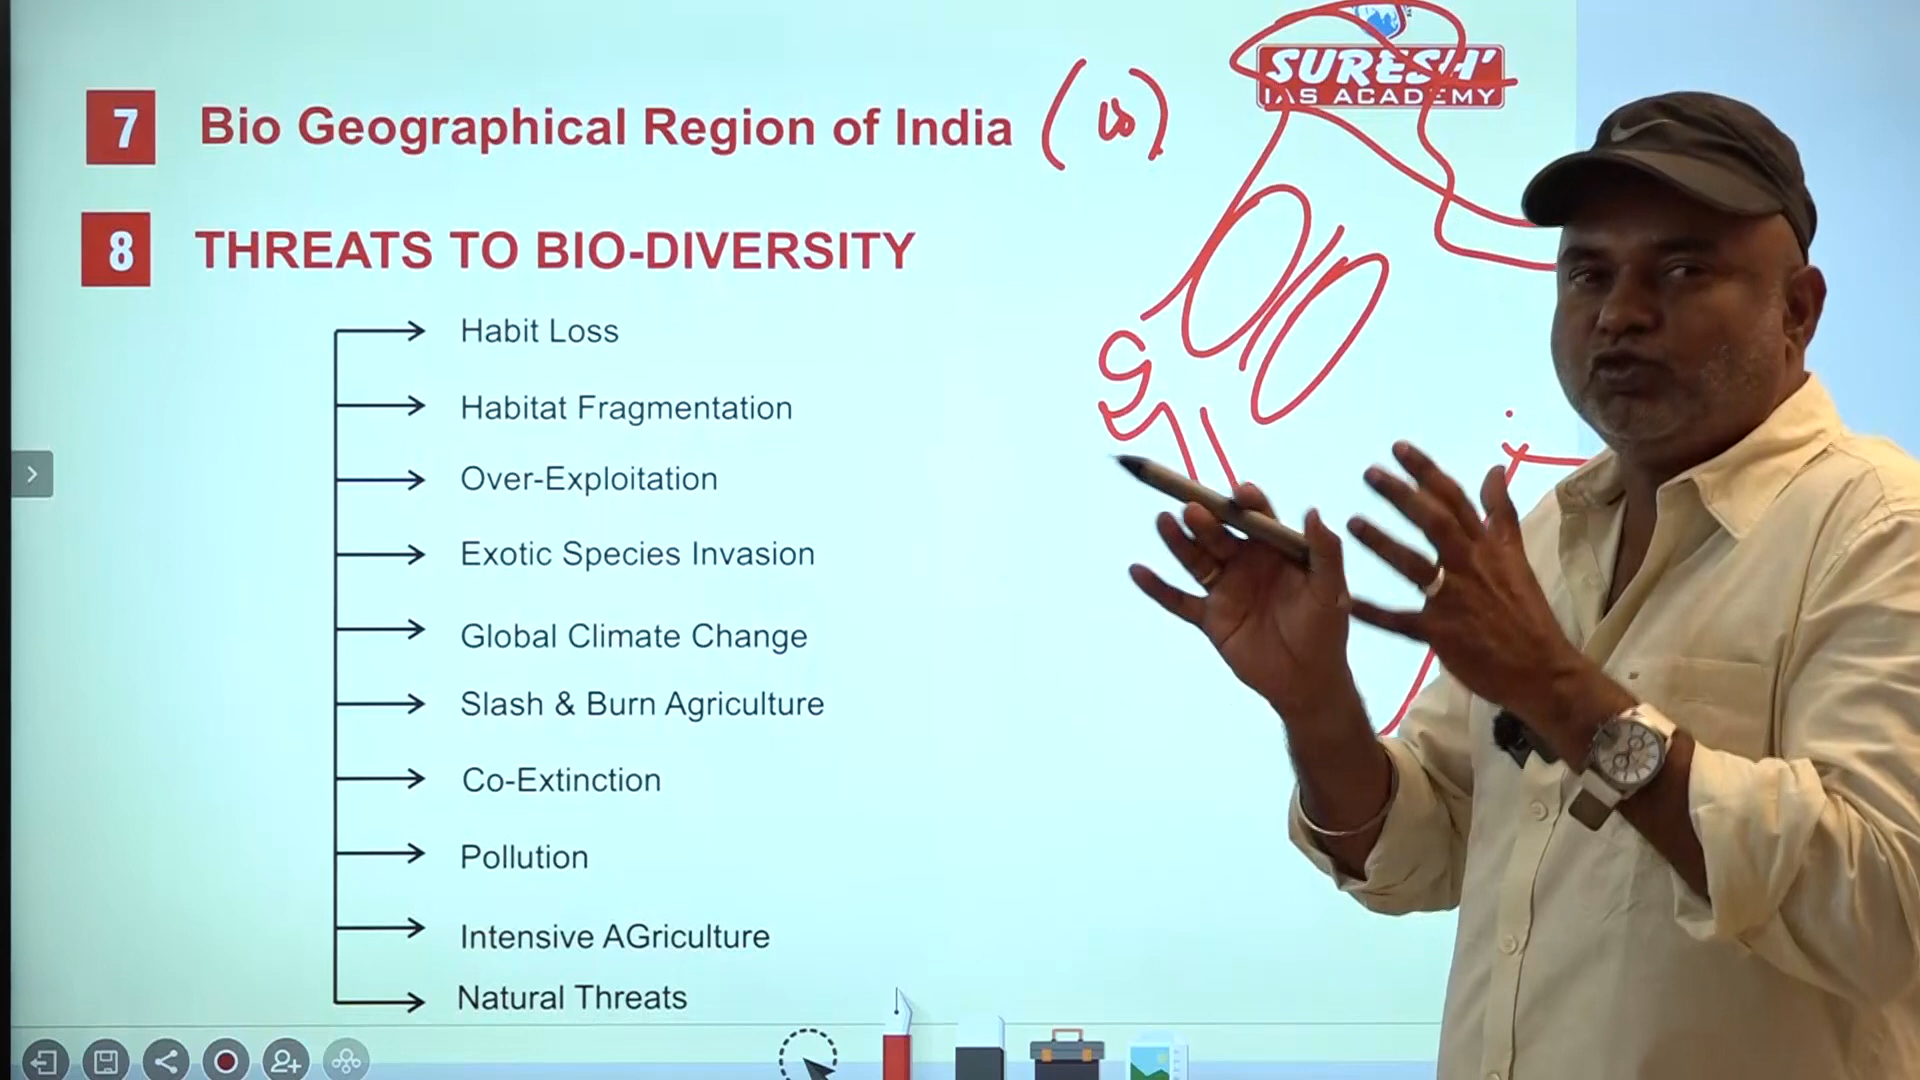 SURESH'
IAS ACADEMY
7 Bio Geographical Region of India (10)
8 THREATS TO BIO-DIVERSITY
Habit Loss
Habitat Fragmentation
Over-Exploitation
Exotic Species Invasion
Global Climate Change
Slash & Burn Agriculture
Co-Extinction
Pollution
Intensive AGriculture
Natural Threats